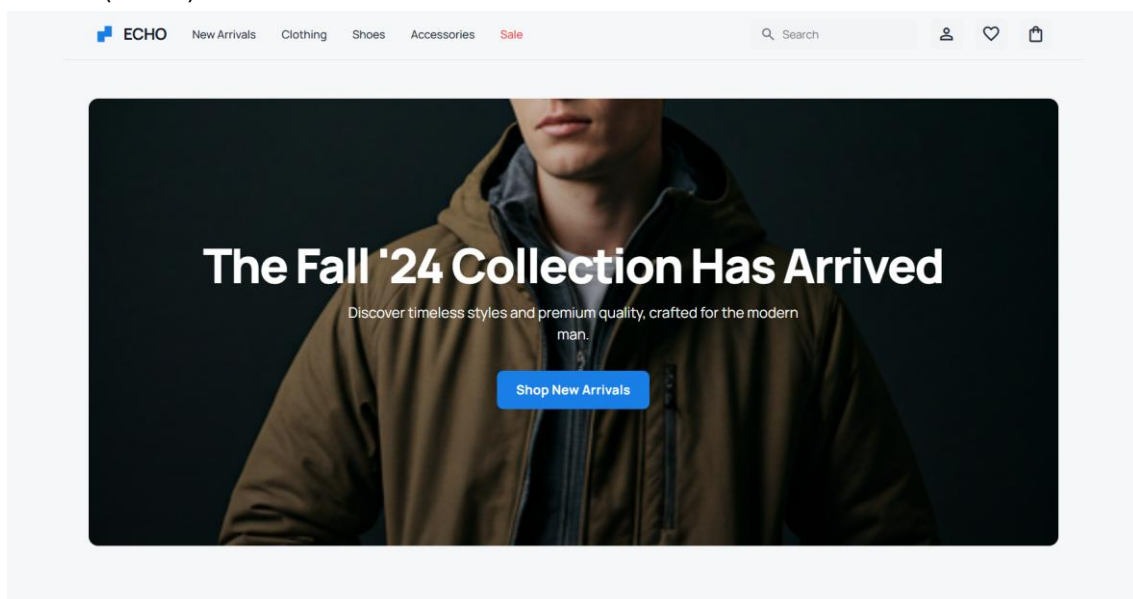 ECHO New Arrivals Clothing Shoes Accessories Sale Search
The Fall '24 Collection Has Arrived
Discover timeless styles and premium quality, crafted for the modern
man.
Shop New Arrivals